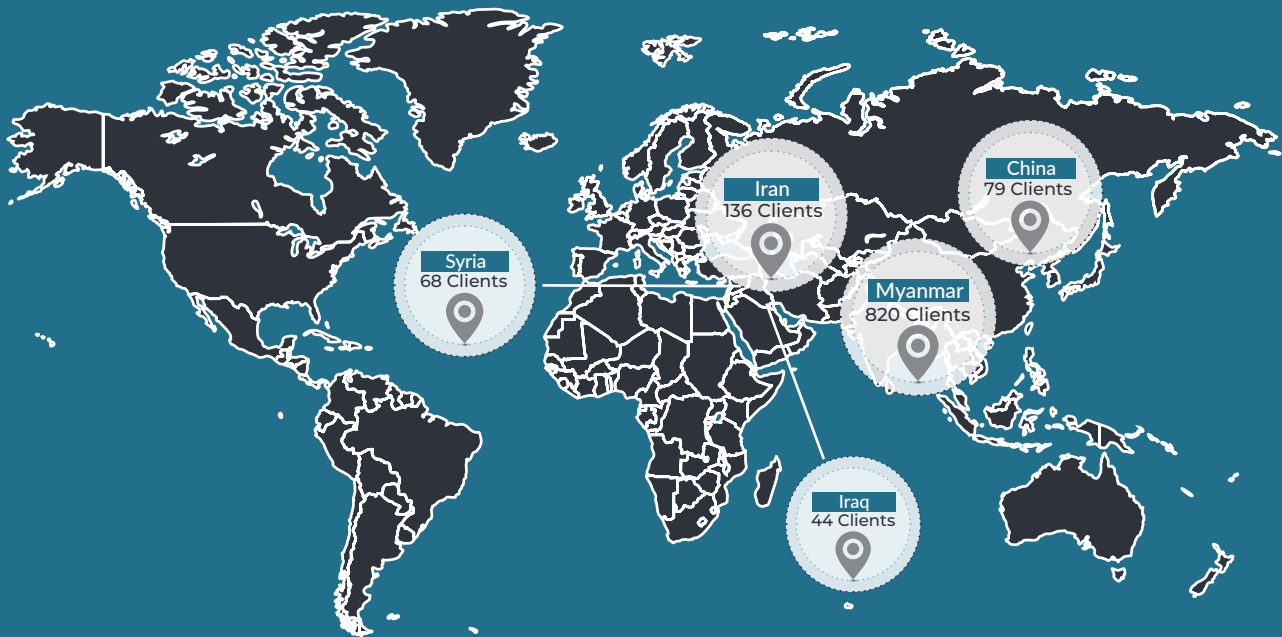 China
79 Clients
Iran
136 Clients
Syria
68 Clients
Myanmar
820 Clients
Iraq
44 Clients